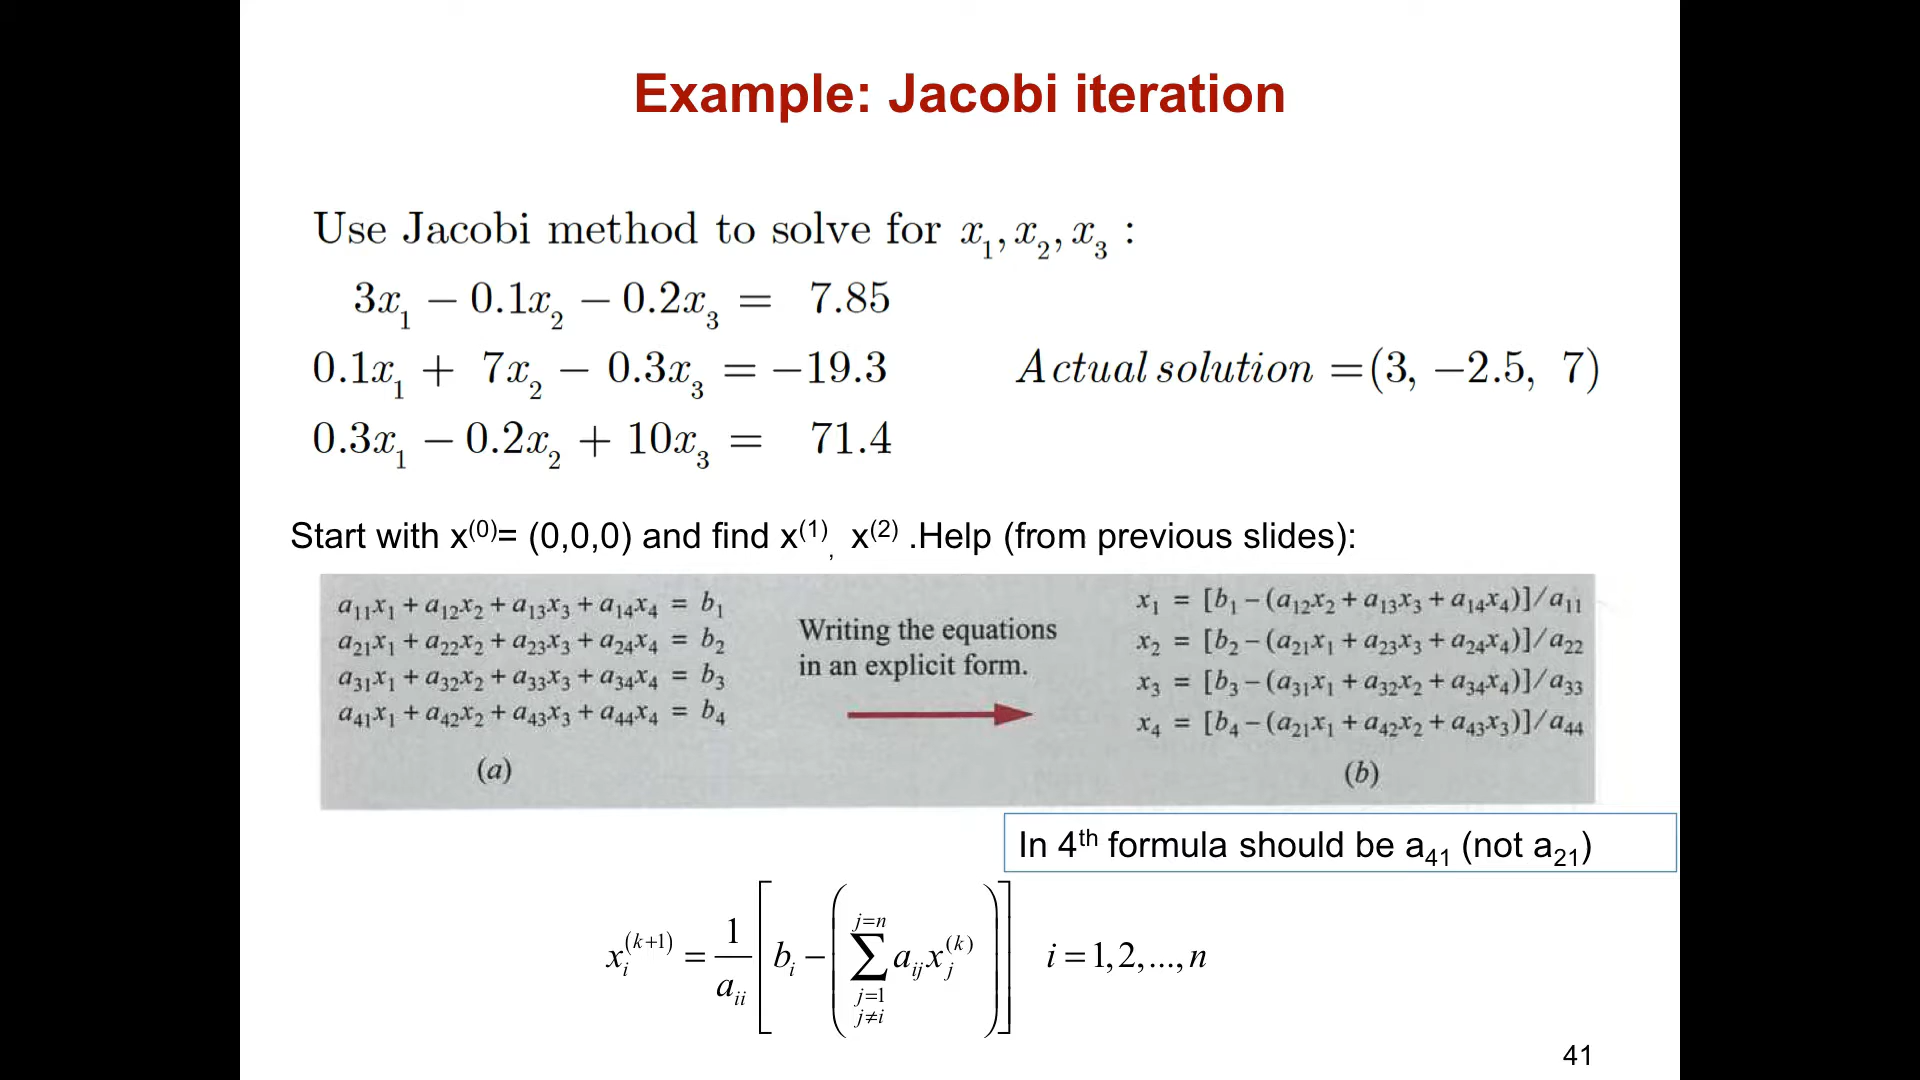 Example: Jacobi iteration
Use Jacobi method to solve for x₁, x₂, x₃ :
3x₁ − 0.1x₂ − 0.2x₃ = 7.85
0.1x₁ + 7x₂ − 0.3x₃ = −19.3
Actual solution =(3, −2.5, 7)
0.3x₁ − 0.2x₂ + 10x₃ = 71.4
Start with x⁽⁰⁾= (0,0,0) and find x⁽¹⁾, x⁽²⁾ .Help (from previous slides):
a₁₁x₁ + a₁₂x₂ + a₁₃x₃ + a₁₄x₄ = b₁
a₂₁x₁ + a₂₂x₂ + a₂₃x₃ + a₂₄x₄ = b₂
a₃₁x₁ + a₃₂x₂ + a₃₃x₃ + a₃₄x₄ = b₃
a₄₁x₁ + a₄₂x₂ + a₄₃x₃ + a₄₄x₄ = b₄
(a)
Writing the equations
in an explicit form.
x₁ = [b₁ − (a₁₂x₂ + a₁₃x₃ + a₁₄x₄)]/a₁₁
x₂ = [b₂ − (a₂₁x₁ + a₂₃x₃ + a₂₄x₄)]/a₂₂
x₃ = [b₃ − (a₃₁x₁ + a₃₂x₂ + a₃₄x₄)]/a₃₃
x₄ = [b₄ − (a₂₁x₁ + a₄₂x₂ + a₄₃x₃)]/a₄₄
(b)
In 4ᵗʰ formula should be a₄₁ (not a₂₁)
xᵢ⁽ᵏ⁺¹⁾ = 1/aᵢᵢ [bᵢ − (∑_{j=1, j≠i}^{j=n} aᵢⱼxⱼ⁽ᵏ⁾)] i = 1, 2, ..., n
41